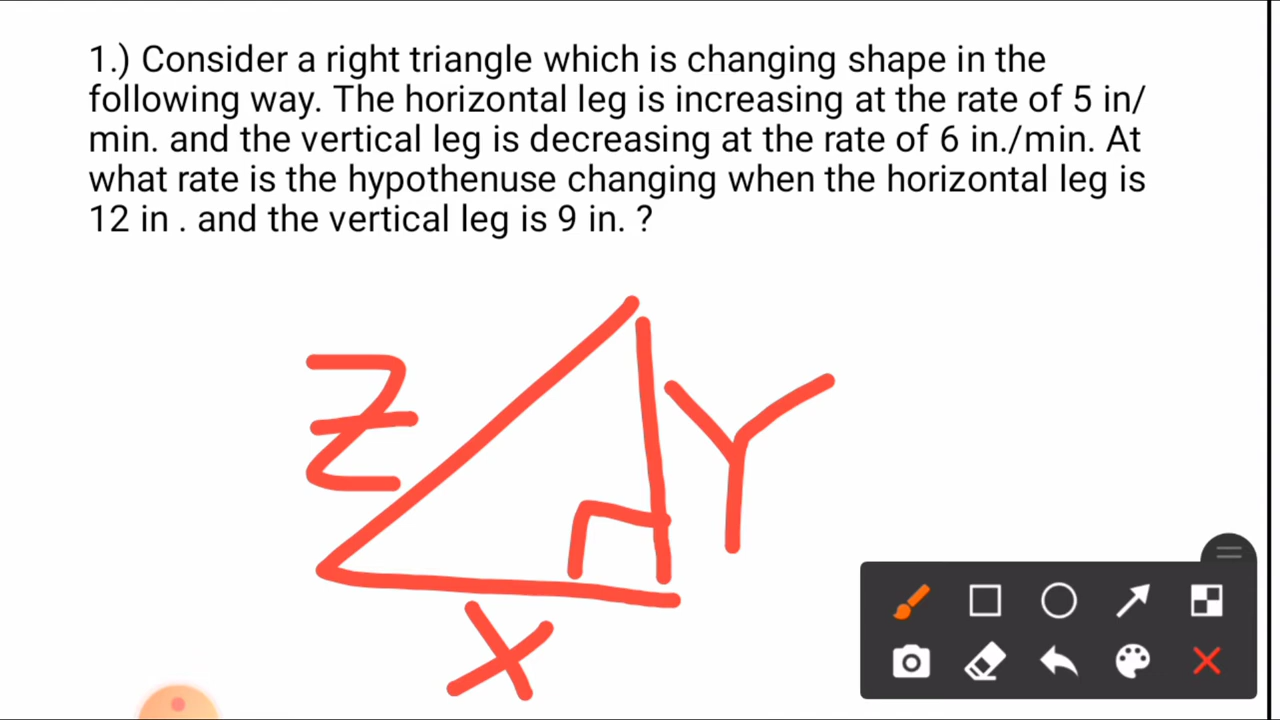 1.) Consider a right triangle which is changing shape in the
following way. The horizontal leg is increasing at the rate of 5 in/
min. and the vertical leg is decreasing at the rate of 6 in./min. At
what rate is the hypothenuse changing when the horizontal leg is
12 in . and the vertical leg is 9 in. ?
Z
Y
X